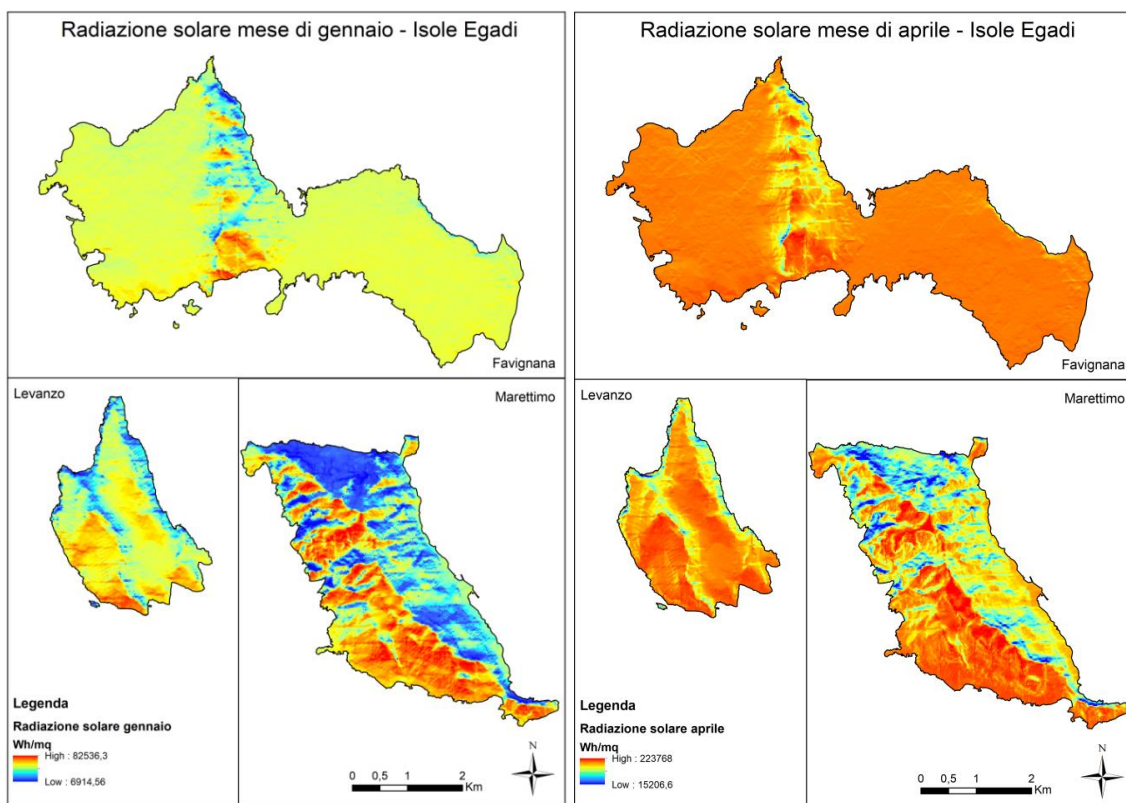 Radiazione solare mese di gennaio - Isole Egadi
Favignana
Levanzo
Marettimo
Legenda
Radiazione solare gennaio
Wh/mq
High : 82536,3
Low : 6914,56
0 0,5 1 2
Km
N
Radiazione solare mese di aprile - Isole Egadi
Favignana
Levanzo
Marettimo
Legenda
Radiazione solare aprile
Wh/mq
High : 223768
Low : 15206,6
0 0,5 1 2
Km
N